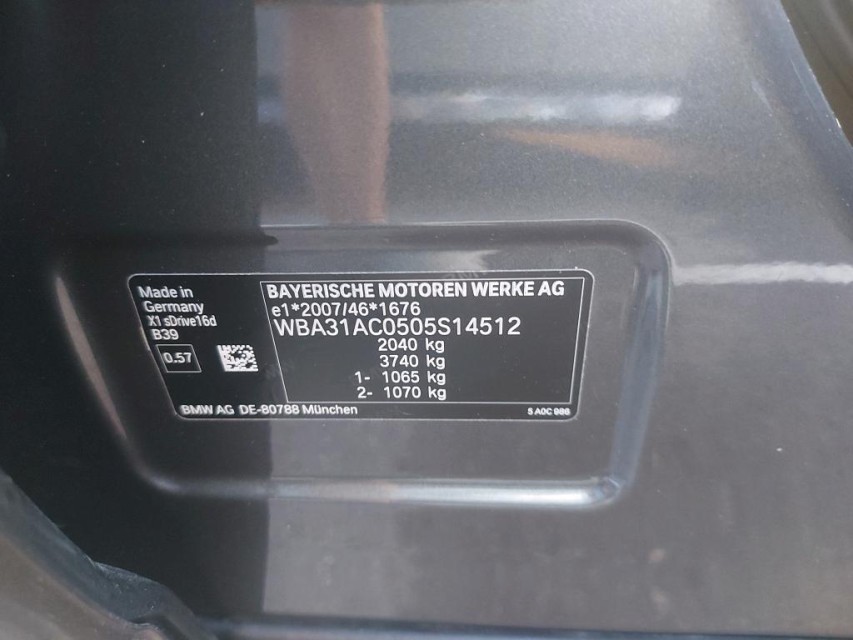 Made in
Germany
X1 sDrive16d
B39
0.57
BAYERISCHE MOTOREN WERKE AG
e1*2007/46*1676
WBA31AC0505S14512
2040 kg
3740 kg
1- 1065 kg
2- 1070 kg
BMW AG DE-80788 München
5 A0C 986